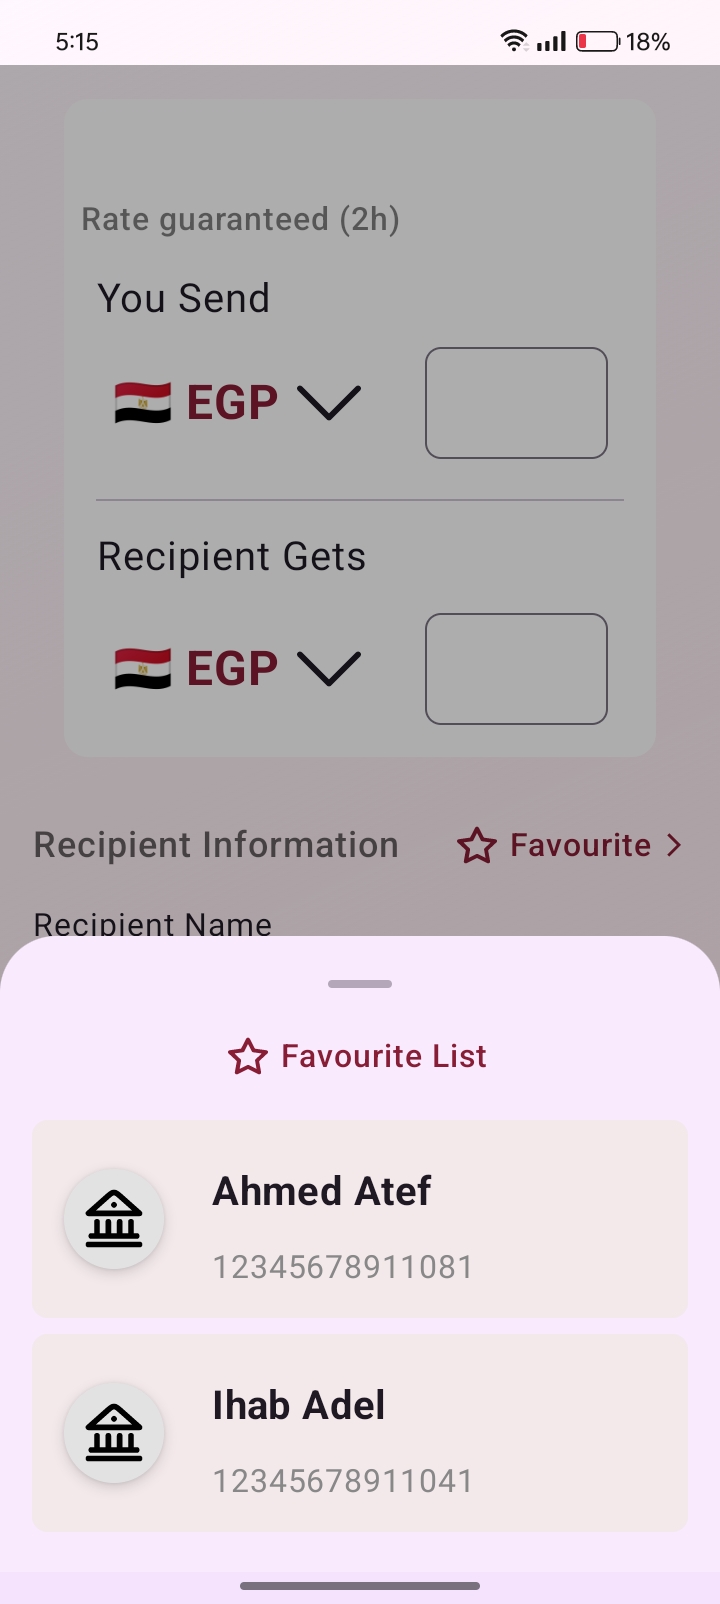 5:15
18%
Rate guaranteed (2h)
You Send
EGP
Recipient Gets
EGP
Recipient Information
Favourite
Recipient Name
Favourite List
Ahmed Atef
12345678911081
Ihab Adel
12345678911041